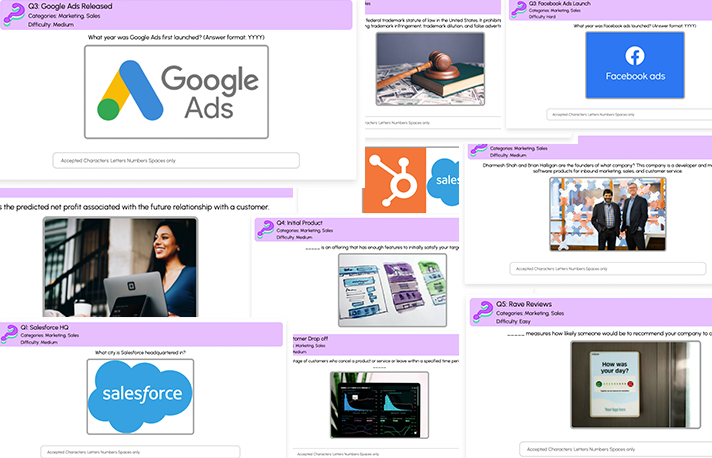 Q3: Google Ads Released
Categories: Marketing, Sales
Difficulty: Medium
What year was Google Ads first launched? (Answer format: YYYY)
Google
Ads
Accepted Characters: Letters Numbers Spaces only
Sales
federal trademark statute of law in the United States. It prohibits
ng trademark infringement, trademark dilution, and false adverti
racters: Letters Numbers Spaces only
Q3: Facebook Ads Launch
Categories: Marketing, Sales
Difficulty: Hard
What year was Facebook ads launched? (Answer format: YYYY)
Facebook ads
Accepted Characters: Letters Numbers Spaces only
sales
Categories: Marketing, Sales
Difficulty: Medium
Dharmesh Shah and Brian Halligan are the founders of what company? This company is a developer and ma
software products for inbound marketing, sales, and customer service.
Accepted Characters: Letters Numbers Spaces only
s the predicted net profit associated with the future relationship with a customer.
Q4: Initial Product
Categories: Marketing, Sales
Difficulty: Medium
_____ is an offering that has enough features to initially satisfy your targe
Q1: Salesforce HQ
Categories: Marketing, Sales
Difficulty: Medium
What city is Salesforce headquartered in?
salesforce
Accepted Characters: Letters Numbers Spaces only
tomer Drop off
: Marketing, Sales
Medium
tage of customers who cancel a product or service or leave within a specified time peri
_____
Accepted Characters: Letters Numbers Spaces only
Q5: Rave Reviews
Categories: Marketing, Sales
Difficulty: Easy
_____ measures how likely someone would be to recommend your company to o
How was
your day?
Your logo here
Accepted Characters: Letters Numbers Spaces only